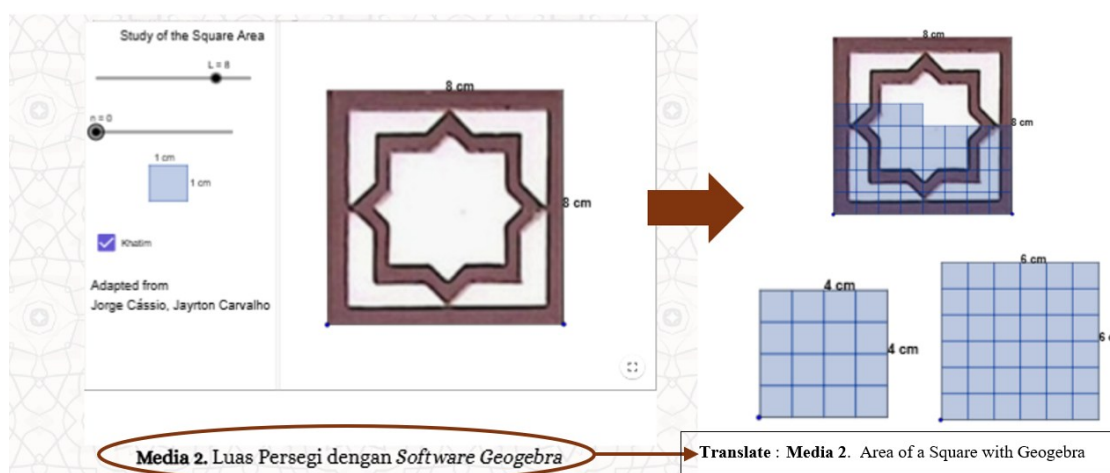 Study of the Square Area
L = 8
n = 0
1 cm
1 cm
Khatim
Adapted from
Jorge Cássio, Jayrton Carvalho
8 cm
8 cm
8 cm
8 cm
4 cm
4 cm
6 cm
6 c
Media 2. Luas Persegi dengan Software Geogebra
Translate : Media 2. Area of a Square with Geogebra